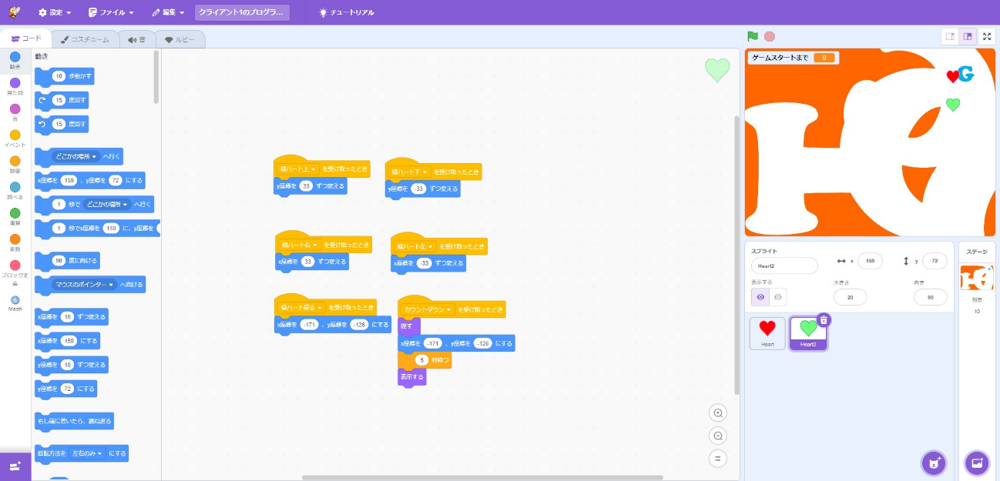 設定
ファイル
編集
クライアント1のプログラ...
チュートリアル
コード
コスチューム
音
ルビー
動き
見た目
音
イベント
制御
調べる
演算
変数
ブロック定義
Mesh
動き
10 歩動かす
15 度回す
15 度回す
どこかの場所 へ行く
x座標を 159 、y座標を 72 にする
1 秒で どこかの場所 へ行く
1 秒でx座標を 159 に、y座標を
90 度に向ける
マウスのポインター へ向ける
x座標を 10 ずつ変える
x座標を 159 にする
y座標を 10 ずつ変える
y座標を 72 にする
もし端に着いたら、跳ね返る
回転方法を 左右のみ にする
緑ハート上 を受け取ったとき
y座標を 33 ずつ変える
緑ハート下 を受け取ったとき
y座標を -33 ずつ変える
緑ハート右 を受け取ったとき
x座標を 33 ずつ変える
緑ハート左 を受け取ったとき
x座標を -33 ずつ変える
緑ハート戻る を受け取ったとき
x座標を -171 、y座標を -126 にする
カウントダウン を受け取ったとき
隠す
x座標を -171 、y座標を -126 にする
5 秒待つ
表示する
ゲームスタートまで 0
G
スプライト
Heart2
x 159
y 72
表示する
大きさ
20
向き
90
Heart
Heart2
ステージ
背景
10